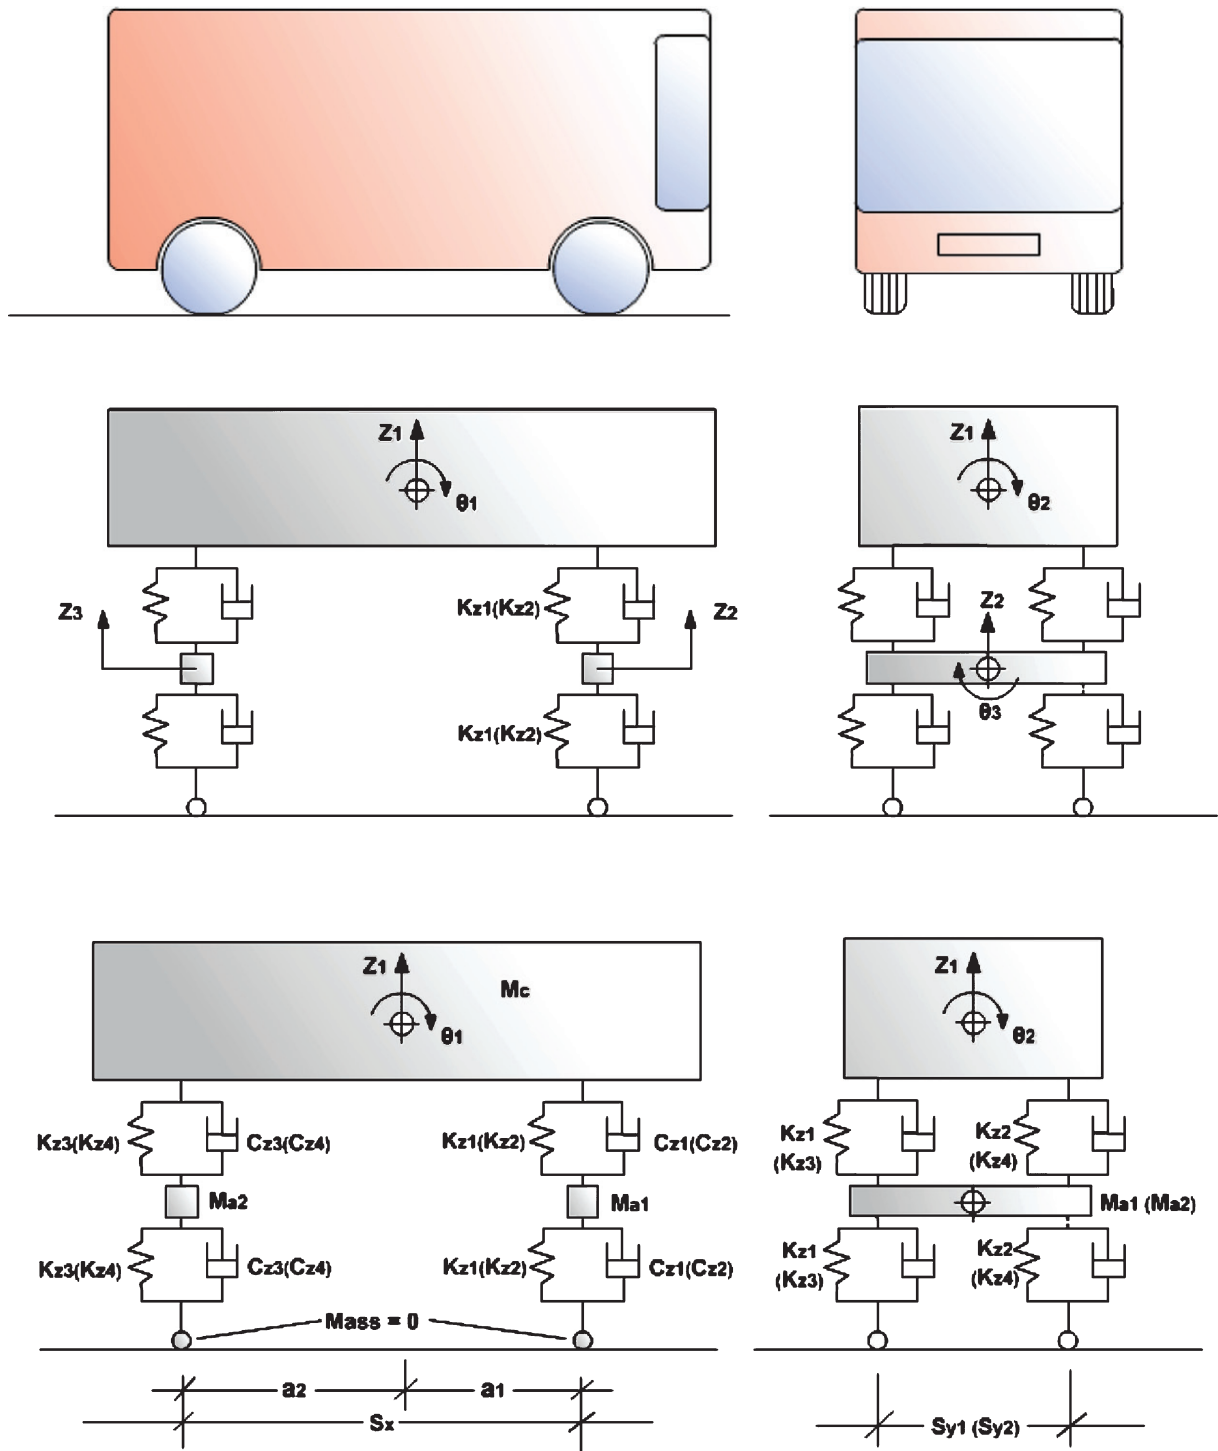 Z1
θ1
Z1
θ2
Z3
Kz1(Kz2)
Z2
Z2
Kz1(Kz2)
θ3
Z1
Mc
θ1
Z1
θ2
Kz3(Kz4)
Cz3(Cz4)
Kz1(Kz2)
Cz1(Cz2)
Kz1
(Kz3)
Kz2
(Kz4)
Ma2
Ma1
Ma1 (Ma2)
Kz3(Kz4)
Cz3(Cz4)
Kz1(Kz2)
Cz1(Cz2)
Kz1
(Kz3)
Kz2
(Kz4)
Mass = 0
a2
a1
Sx
Sy1 (Sy2)